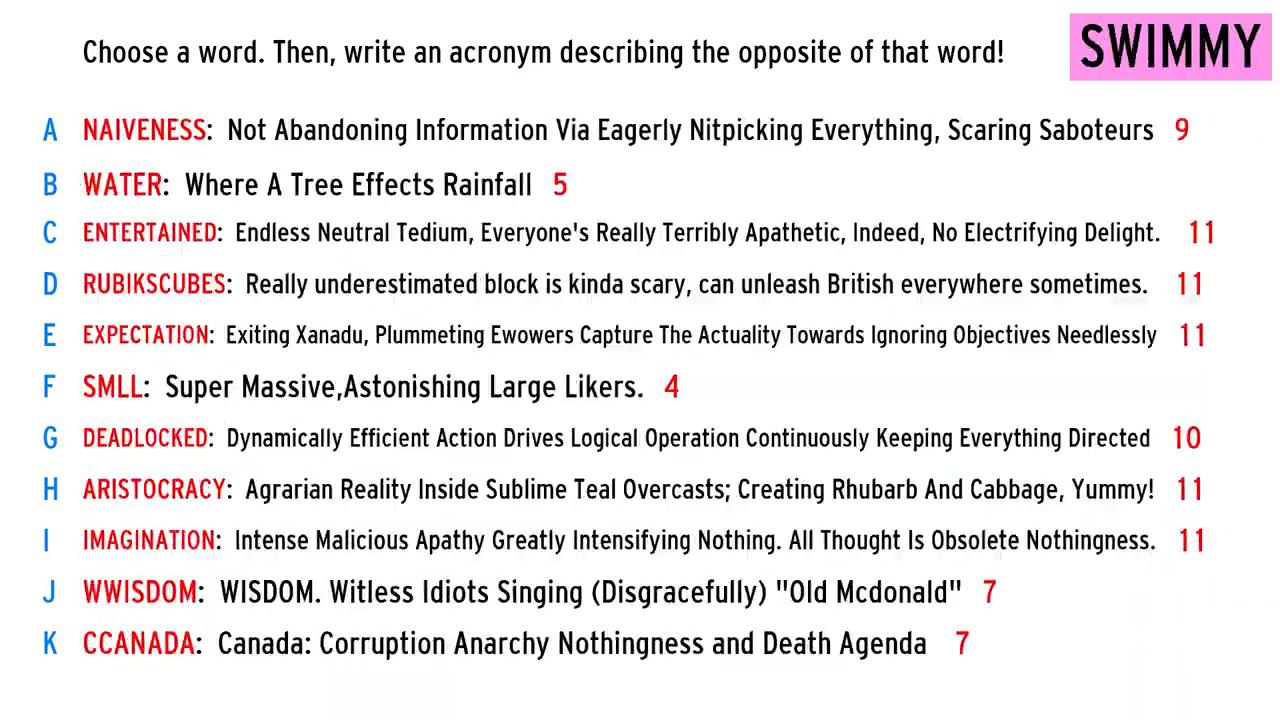 Choose a word. Then, write an acronym describing the opposite of that word!
SWIMMY
A NAIVENESS: Not Abandoning Information Via Eagerly Nitpicking Everything, Scaring Saboteurs 9
B WATER: Where A Tree Effects Rainfall 5
C ENTERTAINED: Endless Neutral Tedium, Everyone's Really Terribly Apathetic, Indeed, No Electrifying Delight. 11
D RUBIKSCUBES: Really underestimated block is kinda scary, can unleash British everywhere sometimes. 11
E EXPECTATION: Exiting Xanadu, Plummeting Ewowers Capture The Actuality Towards Ignoring Objectives Needlessly 11
F SMLL: Super Massive,Astonishing Large Likers. 4
G DEADLOCKED: Dynamically Efficient Action Drives Logical Operation Continuously Keeping Everything Directed 10
H ARISTOCRACY: Agrarian Reality Inside Sublime Teal Overcasts; Creating Rhubarb And Cabbage, Yummy! 11
I IMAGINATION: Intense Malicious Apathy Greatly Intensifying Nothing. All Thought Is Obsolete Nothingness. 11
J WWISDOM: WISDOM. Witless Idiots Singing (Disgracefully) "Old Mcdonald" 7
K CCANADA: Canada: Corruption Anarchy Nothingness and Death Agenda 7